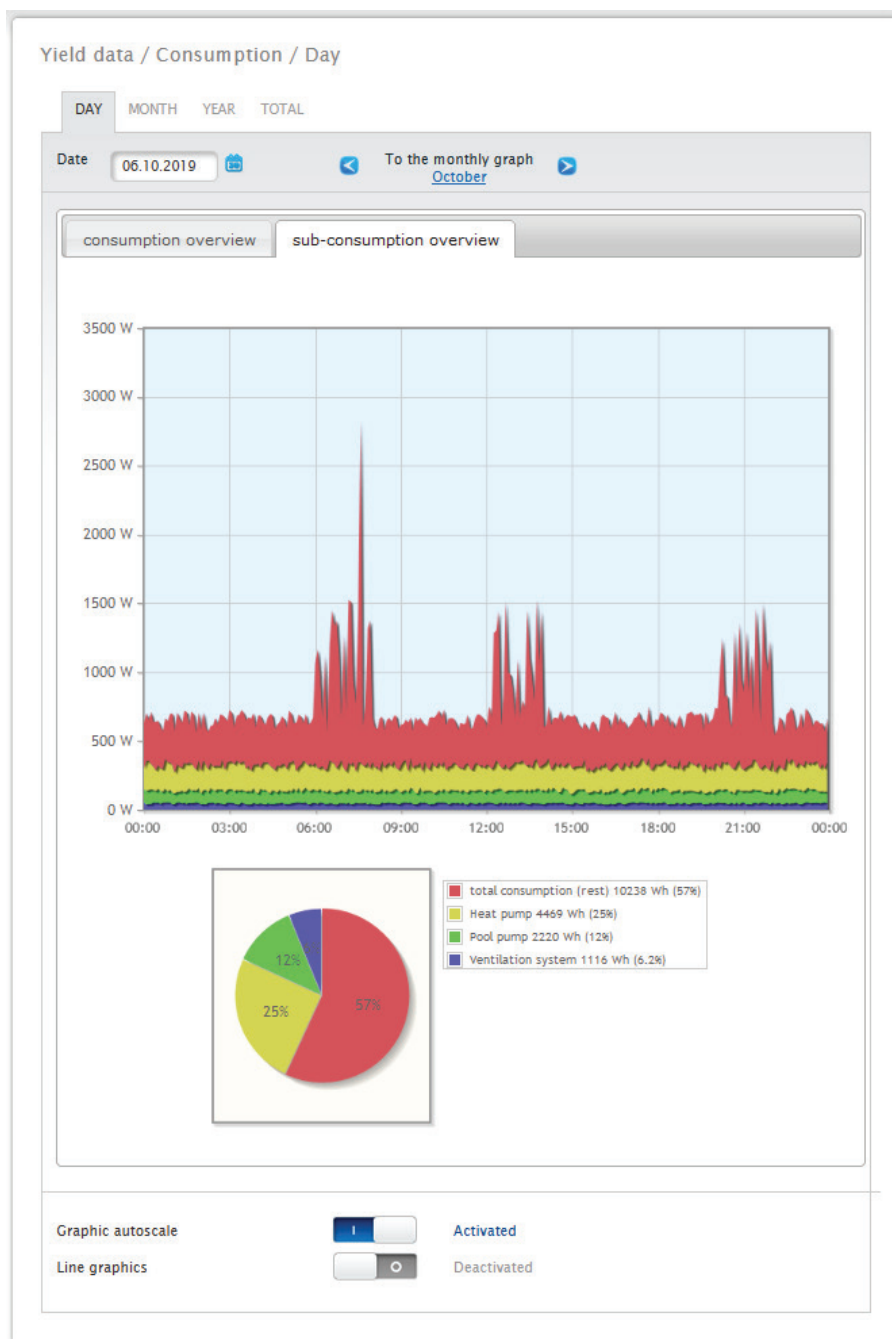 Yield data / Consumption / Day
DAY MONTH YEAR TOTAL
Date 06.10.2019 To the monthly graph
October
consumption overview sub-consumption overview
3500 W
3000 W
2500 W
2000 W
1500 W
1000 W
500 W
0 W
00:00 03:00 06:00 09:00 12:00 15:00 18:00 21:00 00:00
total consumption (rest) 10238 Wh (57%)
Heat pump 4469 Wh (25%)
Pool pump 2220 Wh (12%)
Ventilation system 1116 Wh (6.2%)
12%
57%
25%
Graphic autoscale I Activated
Line graphics O Deactivated